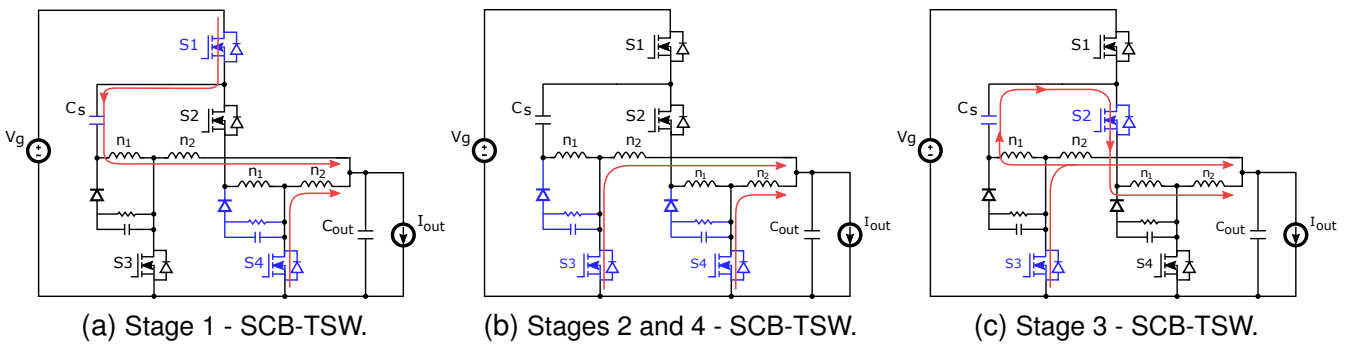 S1
Cs
S2
Vg
n1
n2
n1
n2
Cout
Iout
S3
S4
(a) Stage 1 - SCB-TSW.
S1
Cs
S2
Vg
n1
n2
n1
n2
Cout
Iout
S3
S4
(b) Stages 2 and 4 - SCB-TSW.
S1
Cs
S2
Vg
n1
n2
n1
n2
Cout
Iout
S3
S4
(c) Stage 3 - SCB-TSW.